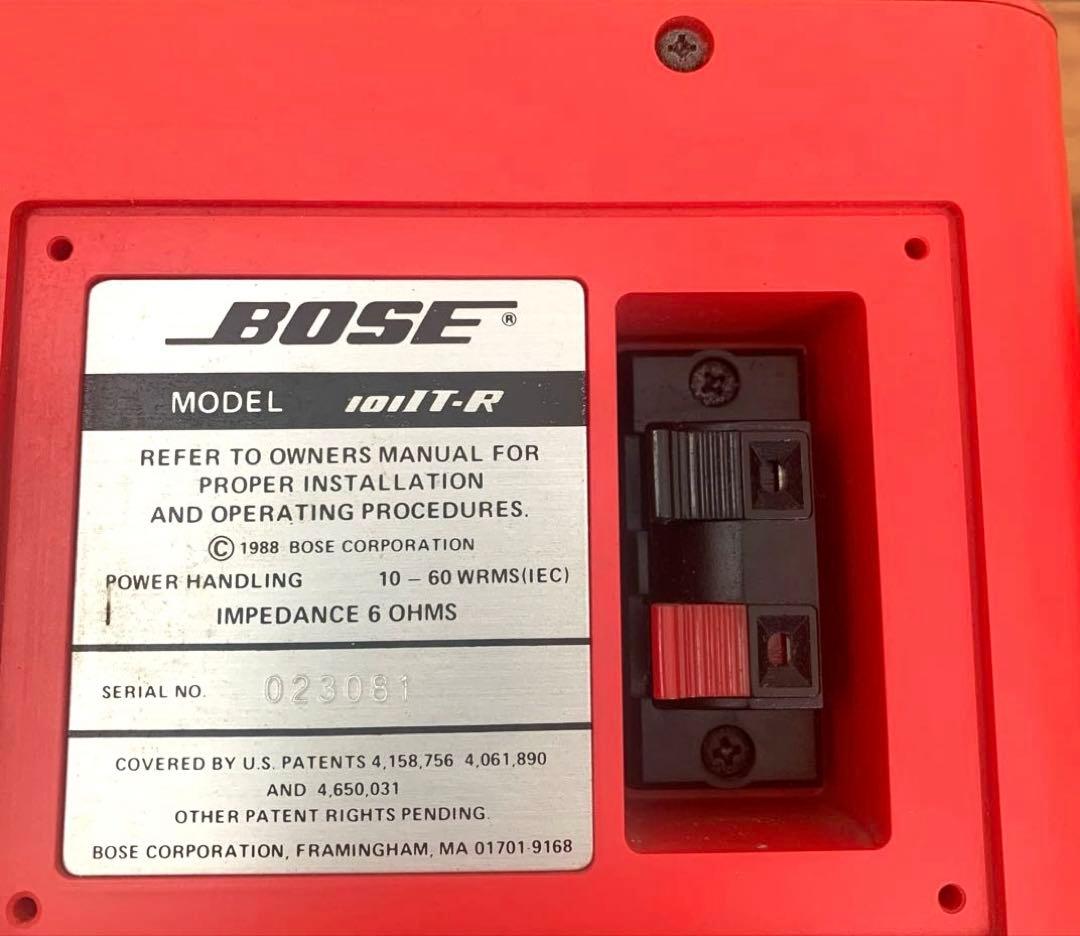 BOSE®
MODEL 101IT-R
REFER TO OWNERS MANUAL FOR
PROPER INSTALLATION
AND OPERATING PROCEDURES.
© 1988 BOSE CORPORATION
POWER HANDLING 10 – 60 WRMS(IEC)
IMPEDANCE 6 OHMS
SERIAL NO. 023081
COVERED BY U.S. PATENTS 4,158,756 4,061,890
AND 4,650,031
OTHER PATENT RIGHTS PENDING.
BOSE CORPORATION, FRAMINGHAM, MA 01701-9168